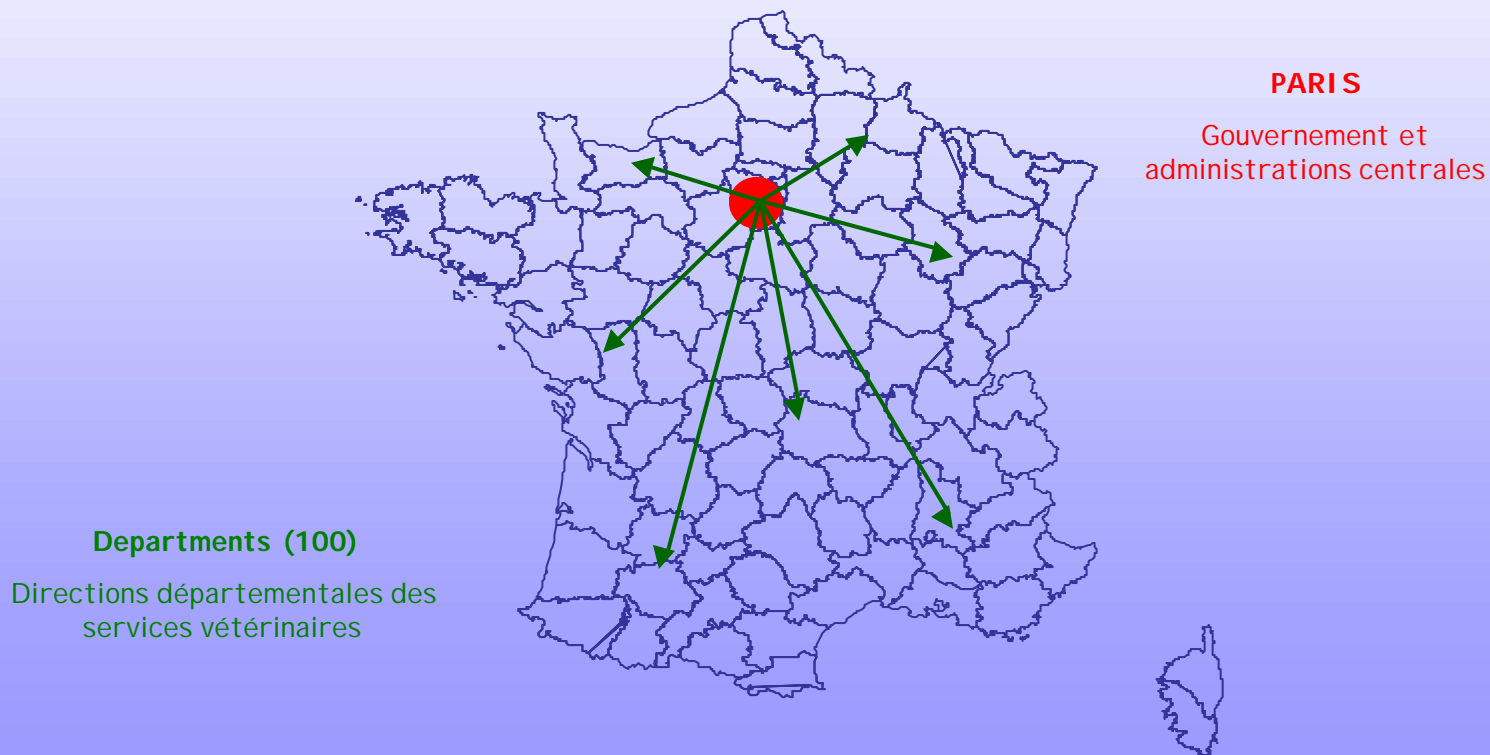 PARIS
Gouvernement et
administrations centrales
Departments (100)
Directions départementales des
services vétérinaires